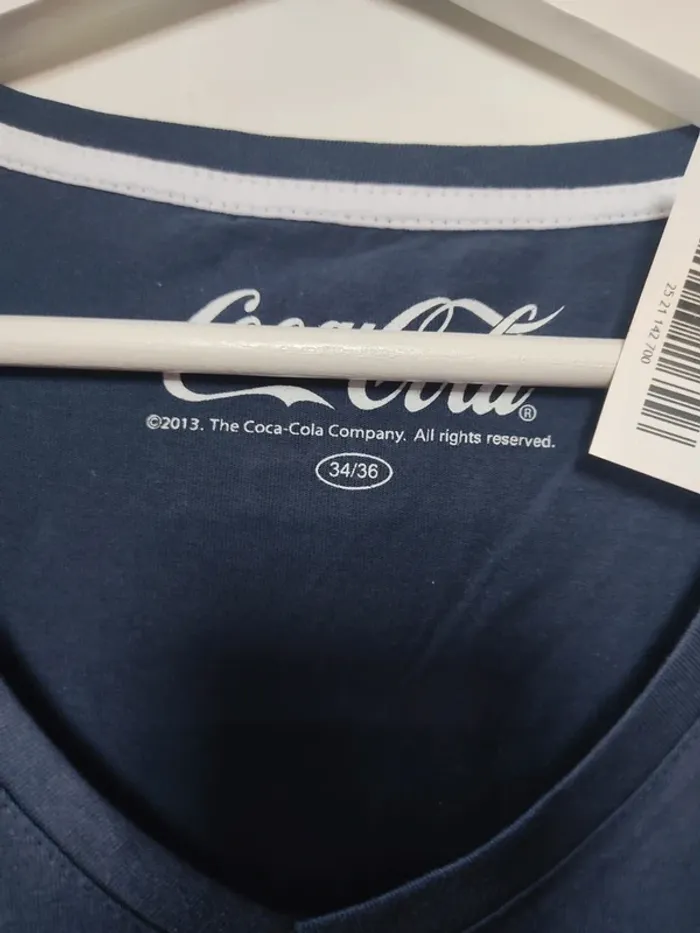 Coca-Cola®
©2013. The Coca-Cola Company. All rights reserved.
34/36
25 21 142 700